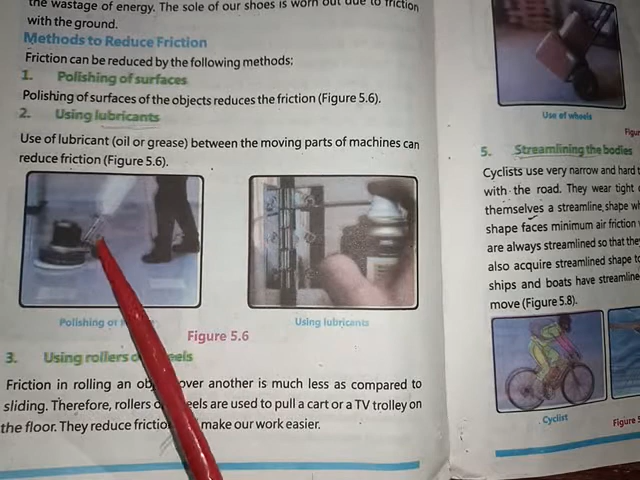 the wastage of energy. The sole of our shoes is worn out due to friction
with the ground.
Methods to Reduce Friction
Friction can be reduced by the following methods:
1. Polishing of surfaces
Polishing of surfaces of the objects reduces the friction (Figure 5.6).
2. Using lubricants
Use of lubricant (oil or grease) between the moving parts of machines can
reduce friction (Figure 5.6).
Polishing of
Using lubricants
Figure 5.6
3. Using rollers
Friction in rolling an over another is much less as compared to
sliding. Therefore, rollers are used to pull a cart or a TV trolley on
the floor. They reduce make our work easier.
Use of wheels
5. Streamlining the bodies
Cyclists use very narrow and hard
with the road. They wear tight
themselves a streamline shape
shape faces minimum air friction
are always streamlined so that
also acquire streamlined shape
ships and boats have
move (Figure 5.8).
Cyclist
Figure